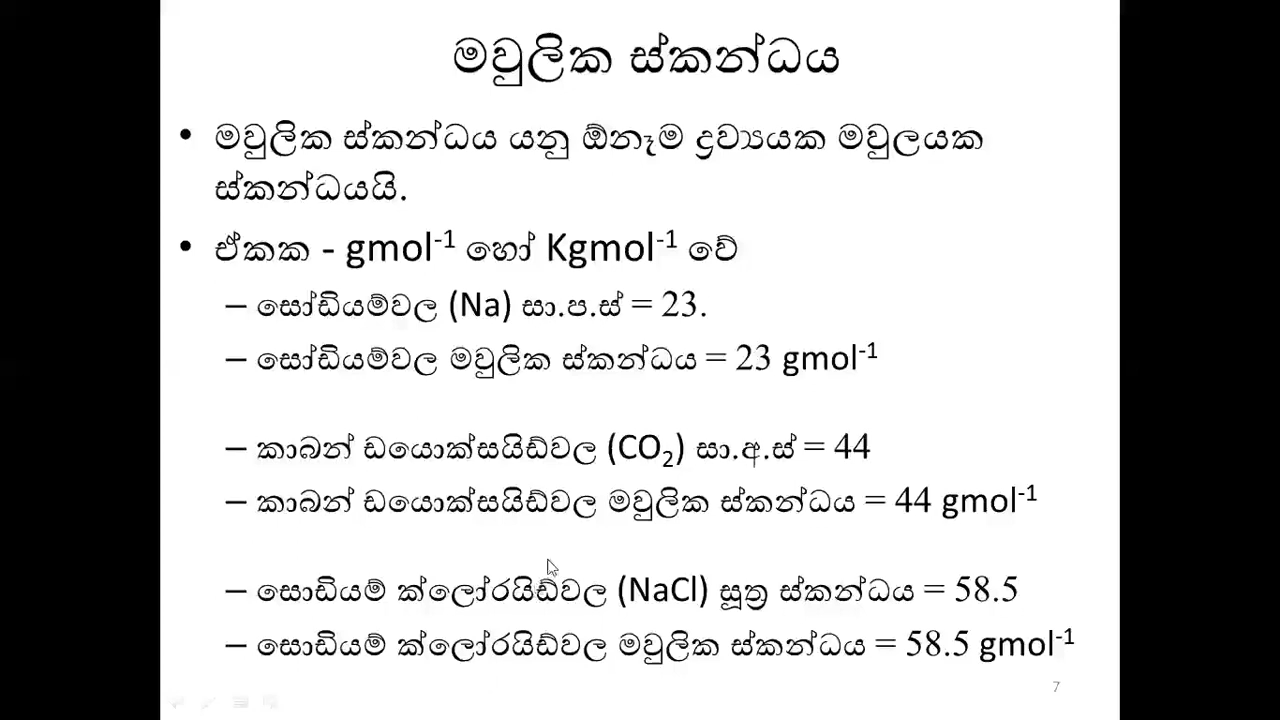 මවුලික ස්කන්ධය
• මවුලික ස්කන්ධය යනු ඕනෑම ද්‍රව්‍යයක මවුලයක
ස්කන්ධයයි.
• ඒකක - gmol⁻¹ හෝ Kgmol⁻¹ වේ
– සෝඩියම්වල (Na) සා.ප.ස් = 23.
– සෝඩියම්වල මවුලික ස්කන්ධය = 23 gmol⁻¹
– කාබන් ඩයොක්සයිඩ්වල (CO₂) සා.අ.ස් = 44
– කාබන් ඩයොක්සයිඩ්වල මවුලික ස්කන්ධය = 44 gmol⁻¹
– සොඩියම් ක්ලෝරයිඩ්වල (NaCl) සූත්‍ර ස්කන්ධය = 58.5
– සොඩියම් ක්ලෝරයිඩ්වල මවුලික ස්කන්ධය = 58.5 gmol⁻¹
7